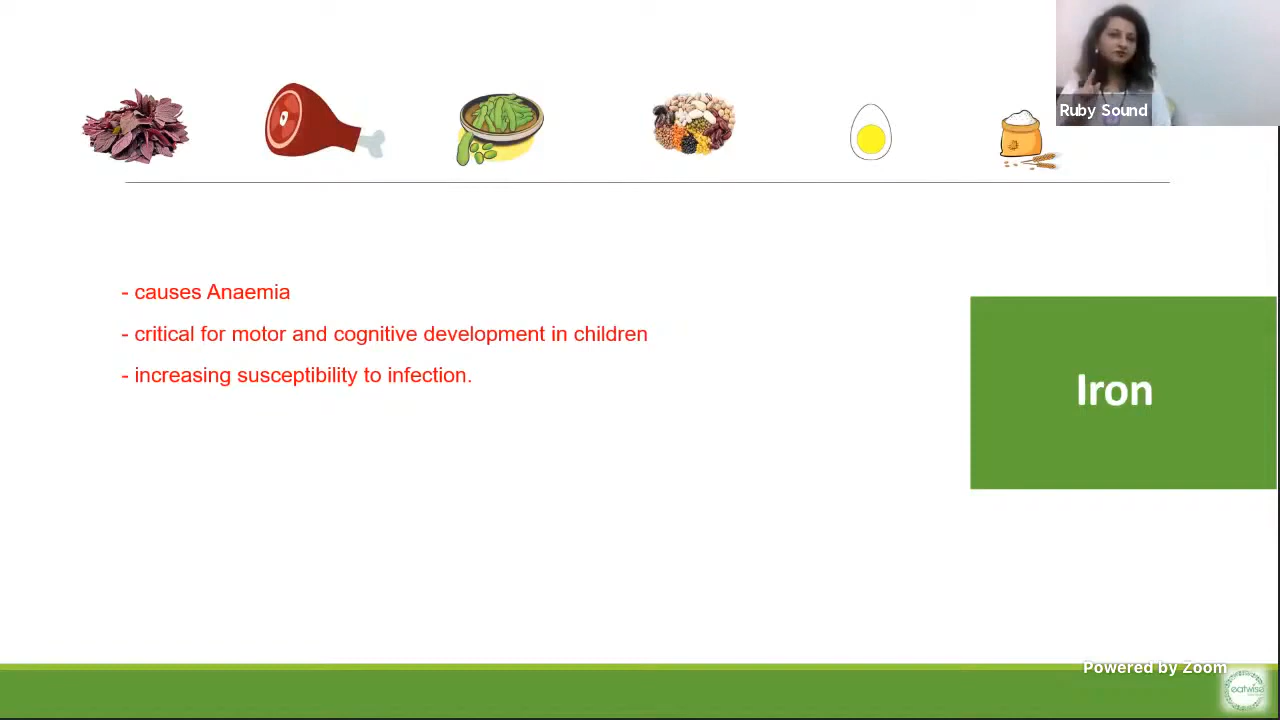 Ruby Sound
- causes Anaemia
- critical for motor and cognitive development in children
- increasing susceptibility to infection.
Iron
Powered by Zoom
eatwise